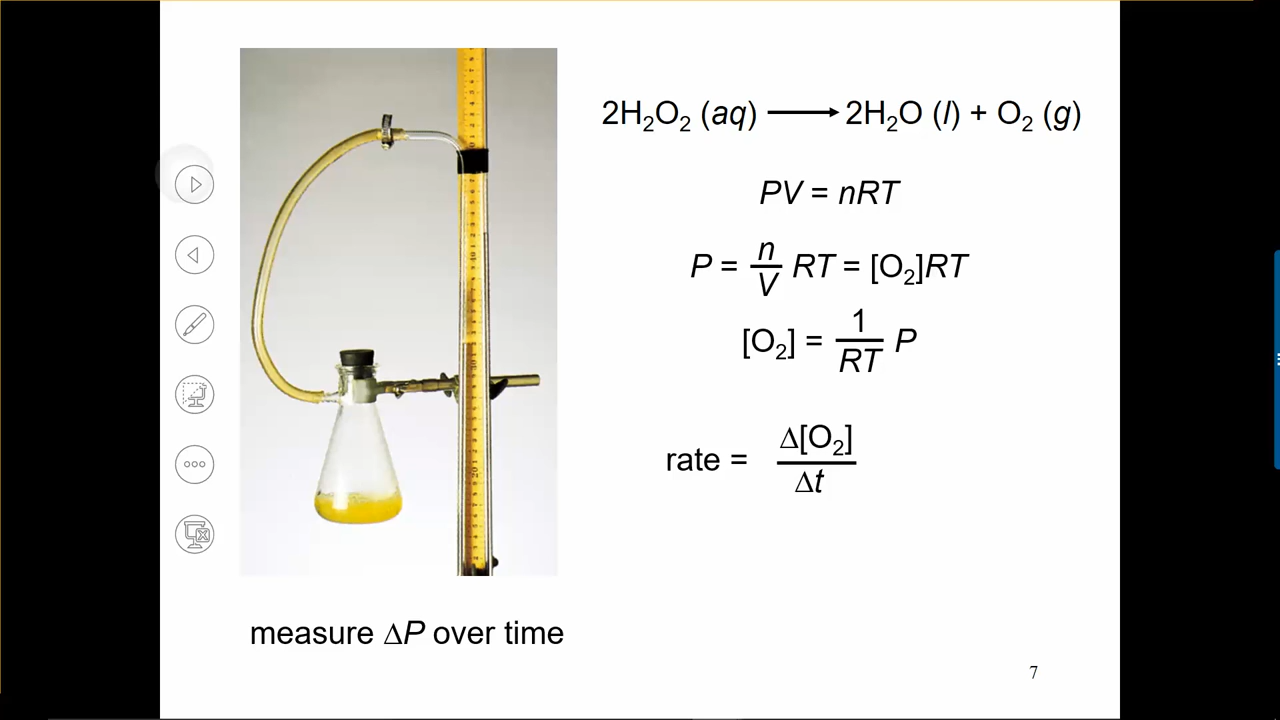 2H₂O₂ (aq) ⟶ 2H₂O (l) + O₂ (g)
PV = nRT
P = n/V RT = [O₂]RT
[O₂] = 1/RT P
rate = Δ[O₂]/Δt
measure ΔP over time
7